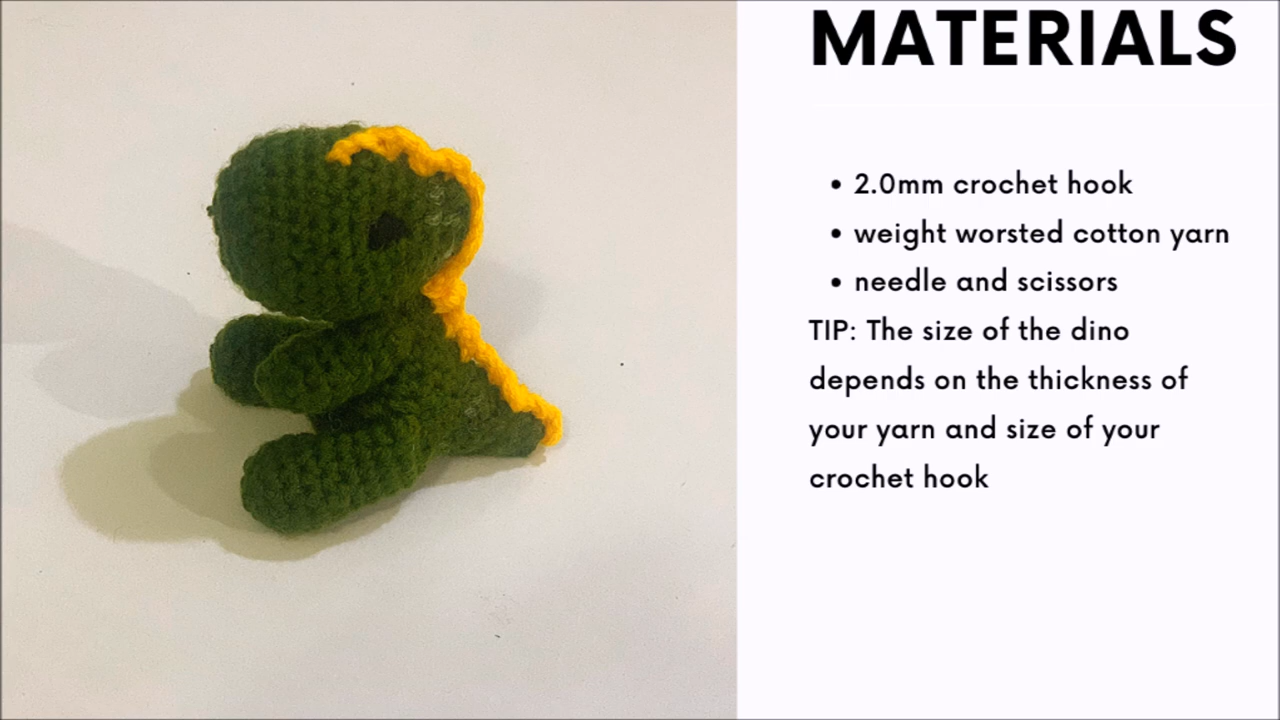 MATERIALS
• 2.0mm crochet hook
• weight worsted cotton yarn
• needle and scissors
TIP: The size of the dino
depends on the thickness of
your yarn and size of your
crochet hook